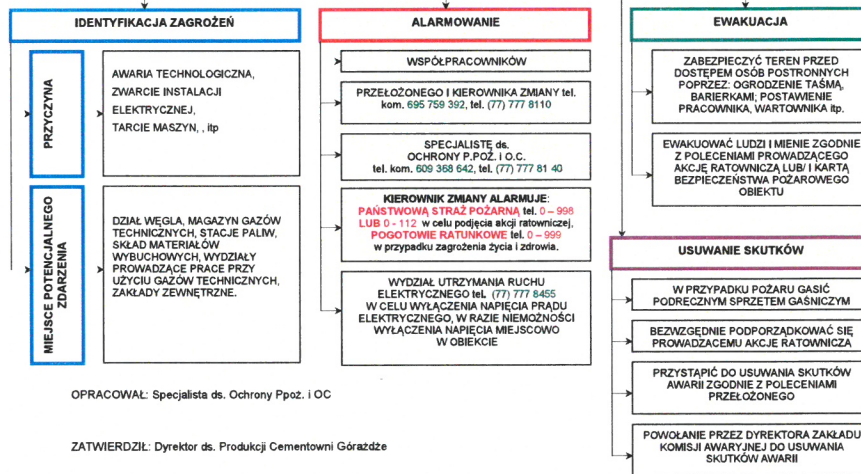 IDENTYFIKACJA ZAGROŻEŃ
PRZYCZYNA
AWARIA TECHNOLOGICZNA,
ZWARCIE INSTALACJI
ELEKTRYCZNEJ,
TARCIE MASZYN, , itp
MIEJSCE POTENCJALNEGO
ZDARZENIA
DZIAŁ WĘGLA, MAGAZYN GAZÓW
TECHNICZNYCH, STACJE PALIW,
SKŁAD MATERIAŁÓW
WYBUCHOWYCH, WYDZIAŁY
PROWADZĄCE PRACE PRZY
UŻYCIU GAZÓW TECHNICZNYCH,
ZAKŁADY ZEWNĘTRZNE.
ALARMOWANIE
WSPÓŁPRACOWNIKÓW
PRZEŁOŻONEGO I KIEROWNIKA ZMIANY tel.
kom. 695 759 392, tel. (77) 777 8110
SPECJALISTĘ ds.
OCHRONY P.POŻ. i O.C.
tel. kom. 609 368 642, tel. (77) 777 81 40
KIEROWNIK ZMIANY ALARMUJE:
PAŃSTWOWĄ STRAŻ POŻARNĄ tel. 0 – 998
LUB 0 - 112 w celu podjęcia akcji ratowniczej,
POGOTOWIE RATUNKOWE tel. 0 – 999
w przypadku zagrożenia życia i zdrowia.
WYDZIAŁ UTRZYMANIA RUCHU
ELEKTRYCZNEGO tel. (77) 777 8455
W CELU WYŁĄCZENIA NAPIĘCIA PRĄDU
ELEKTRYCZNEGO, W RAZIE NIEMOŻNOŚCI
WYŁĄCZENIA NAPIĘCIA MIEJSCOWO
W OBIEKCIE
EWAKUACJA
ZABEZPIECZYĆ TEREN PRZED
DOSTĘPEM OSÓB POSTRONNYCH
POPRZEZ: OGRODZENIE TAŚMĄ,
BARIERKAMI; POSTAWIENIE
PRACOWNIKA, WARTOWNIKA itp.
EWAKUOWAĆ LUDZI I MIENIE ZGODNIE
Z POLECENIAMI PROWADZĄCEGO
AKCJĘ RATOWNICZĄ LUB/ I KARTĄ
BEZPIECZEŃSTWA POŻAROWEGO
OBIEKTU
USUWANIE SKUTKÓW
W PRZYPADKU POŻARU GASIĆ
PODRĘCZNYM SPRZĘTEM GAŚNICZYM
BEZWZGĘDNIE PODPORZĄDKOWAĆ SIĘ
PROWADZACEMU AKCJĘ RATOWNICZĄ
PRZYSTĄPIĆ DO USUWANIA SKUTKÓW
AWARII ZGODNIE Z POLECENIAMI
PRZEŁOŻONEGO
POWOŁANIE PRZEZ DYREKTORA ZAKŁADU
KOMISJI AWARYJNEJ DO USUWANIA
SKUTKÓW AWARII
OPRACOWAŁ: Specjalista ds. Ochrony Ppoż. i OC
ZATWIERDZIŁ: Dyrektor ds. Produkcji Cementowni Górażdże